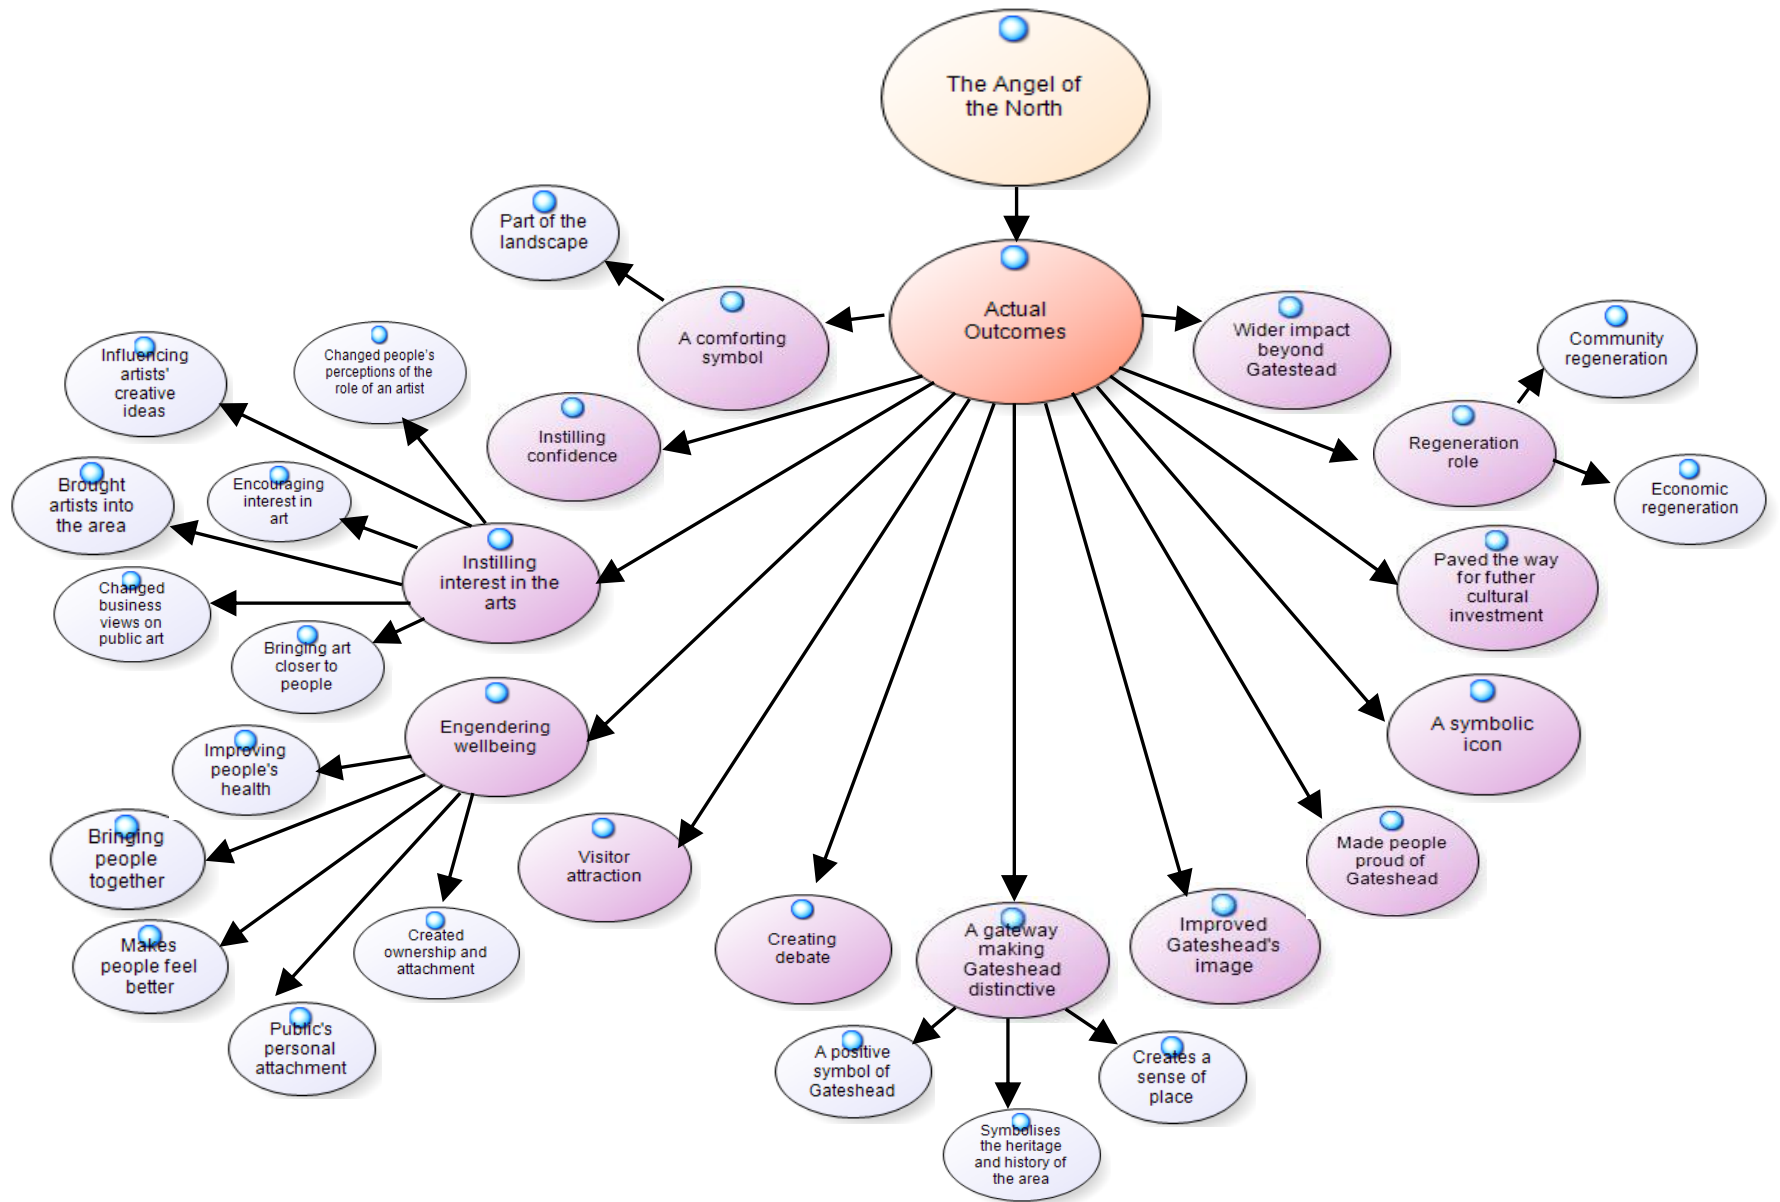 The Angel of
the North
Part of the
landscape
Actual
Outcomes
A comforting
symbol
Wider impact
beyond
Gatestead
Community
regeneration
Influencing
artists'
creative
ideas
Changed people's
perceptions of the
role of an artist
Instilling
confidence
Regeneration
role
Brought
artists into
the area
Encouraging
interest in
art
Economic
regeneration
Instilling
interest in the
arts
Paved the way
for futher
cultural
investment
Changed
business
views on
public art
Bringing art
closer to
people
Engendering
wellbeing
A symbolic
icon
Improving
people's
health
Bringing
people
together
Visitor
attraction
Made people
proud of
Gateshead
Makes
people feel
better
Created
ownership and
attachment
Creating
debate
A gateway
making
Gateshead
distinctive
Improved
Gateshead's
image
Public's
personal
attachment
A positive
symbol of
Gateshead
Creates a
sense of
place
Symbolises
the heritage
and history of
the area